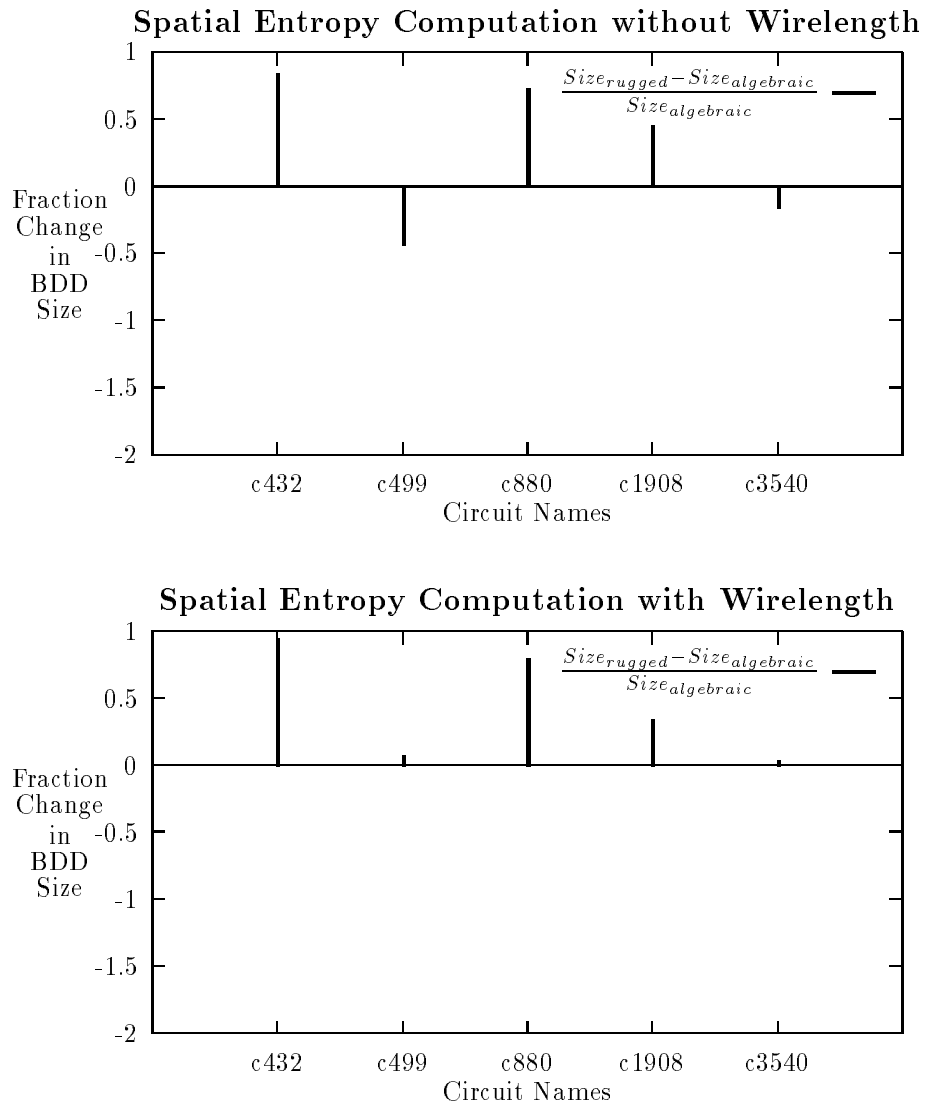 Spatial Entropy Computation without Wirelength
1
0.5
0
-0.5
-1
-1.5
-2
Fraction
Change
in
BDD
Size
Size_rugged−Size_algebraic
Size_algebraic
c432 c499 c880 c1908 c3540
Circuit Names
Spatial Entropy Computation with Wirelength
1
0.5
0
-0.5
-1
-1.5
-2
Fraction
Change
in
BDD
Size
Size_rugged−Size_algebraic
Size_algebraic
c432 c499 c880 c1908 c3540
Circuit Names